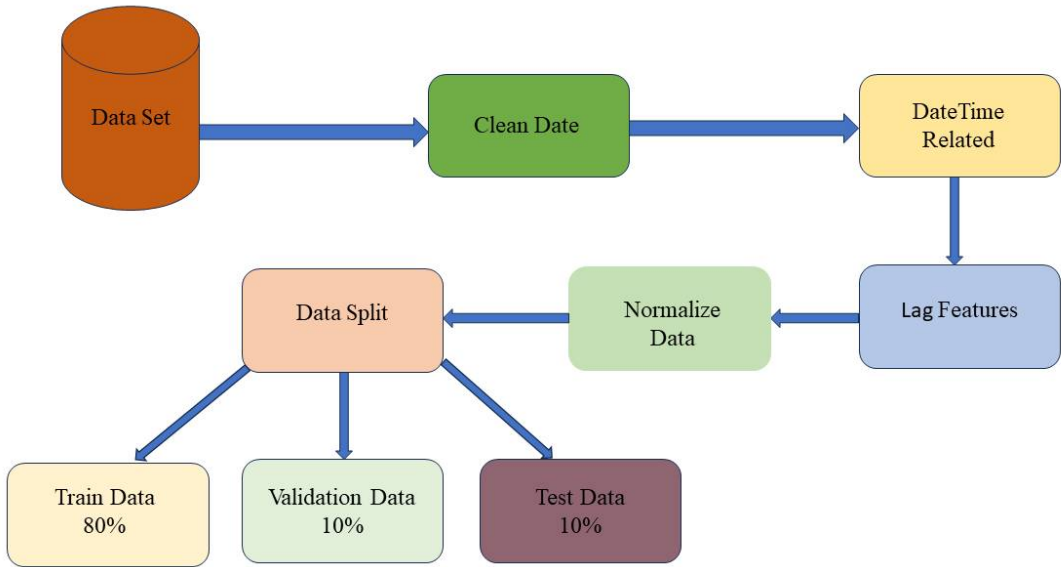 Data Set
Clean Date
DateTime
Related
Lag Features
Normalize
Data
Data Split
Train Data
80%
Validation Data
10%
Test Data
10%